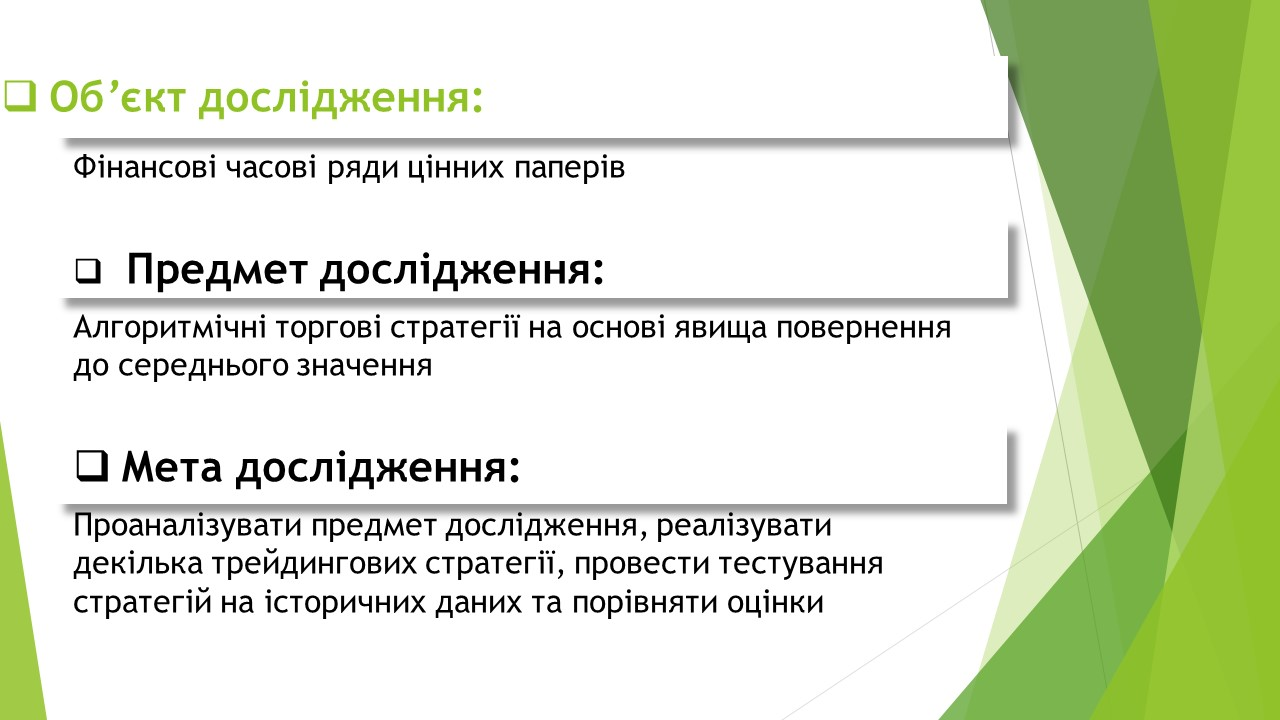 Об’єкт дослідження:
Фінансові часові ряди цінних паперів
Предмет дослідження:
Алгоритмічні торгові стратегії на основі явища повернення
до середнього значення
Мета дослідження:
Проаналізувати предмет дослідження, реалізувати
декілька трейдингових стратегії, провести тестування
стратегій на історичних даних та порівняти оцінки